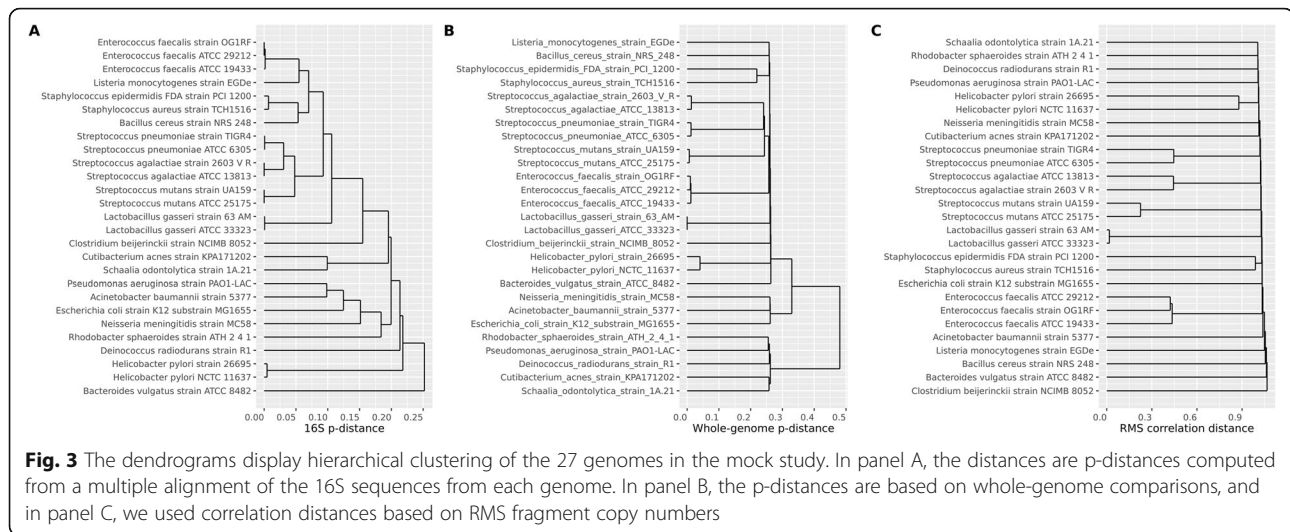 A
Enterococcus faecalis strain OG1RF
Enterococcus faecalis ATCC 29212
Enterococcus faecalis ATCC 19433
Listeria monocytogenes strain EGDe
Staphylococcus epidermidis FDA strain PCI 1200
Staphylococcus aureus strain TCH1516
Bacillus cereus strain NRS 248
Streptococcus pneumoniae strain TIGR4
Streptococcus pneumoniae ATCC 6305
Streptococcus agalactiae strain 2603 V R
Streptococcus agalactiae ATCC 13813
Streptococcus mutans strain UA159
Streptococcus mutans ATCC 25175
Lactobacillus gasseri strain 63 AM
Lactobacillus gasseri ATCC 33323
Clostridium beijerinckii strain NCIMB 8052
Cutibacterium acnes strain KPA171202
Schaalia odontolytica strain 1A.21
Pseudomonas aeruginosa strain PAO1-LAC
Acinetobacter baumannii strain 5377
Escherichia coli strain K12 substrain MG1655
Neisseria meningitidis strain MC58
Rhodobacter sphaeroides strain ATH 2 4 1
Deinococcus radiodurans strain R1
Helicobacter pylori strain 26695
Helicobacter pylori NCTC 11637
Bacteroides vulgatus strain ATCC 8482
0.00 0.05 0.10 0.15 0.20 0.25
16S p-distance
B
Listeria_monocytogenes_strain_EGDe
Bacillus_cereus_strain_NRS_248
Staphylococcus_epidermidis_FDA_strain_PCI_1200
Staphylococcus_aureus_strain_TCH1516
Streptococcus_agalactiae_strain_2603_V_R
Streptococcus_agalactiae_ATCC_13813
Streptococcus_pneumoniae_strain_TIGR4
Streptococcus_pneumoniae_ATCC_6305
Streptococcus_mutans_strain_UA159
Streptococcus_mutans_ATCC_25175
Enterococcus_faecalis_strain_OG1RF
Enterococcus_faecalis_ATCC_29212
Enterococcus_faecalis_ATCC_19433
Lactobacillus_gasseri_strain_63_AM
Lactobacillus_gasseri_ATCC_33323
Clostridium_beijerinckii_strain_NCIMB_8052
Helicobacter_pylori_strain_26695
Helicobacter_pylori_NCTC_11637
Bacteroides_vulgatus_strain_ATCC_8482
Neisseria_meningitidis_strain_MC58
Acinetobacter_baumannii_strain_5377
Escherichia_coli_strain_K12_substrain_MG1655
Rhodobacter_sphaeroides_strain_ATH_2_4_1
Pseudomonas_aeruginosa_strain_PAO1-LAC
Deinococcus_radiodurans_strain_R1
Cutibacterium_acnes_strain_KPA171202
Schaalia_odontolytica_strain_1A.21
0.0 0.1 0.2 0.3 0.4 0.5
Whole-genome p-distance
C
Schaalia odontolytica strain 1A.21
Rhodobacter sphaeroides strain ATH 2 4 1
Deinococcus radiodurans strain R1
Pseudomonas aeruginosa strain PAO1-LAC
Helicobacter pylori strain 26695
Helicobacter pylori NCTC 11637
Neisseria meningitidis strain MC58
Cutibacterium acnes strain KPA171202
Streptococcus pneumoniae strain TIGR4
Streptococcus pneumoniae ATCC 6305
Streptococcus agalactiae ATCC 13813
Streptococcus agalactiae strain 2603 V R
Streptococcus mutans strain UA159
Streptococcus mutans ATCC 25175
Lactobacillus gasseri strain 63 AM
Lactobacillus gasseri ATCC 33323
Staphylococcus epidermidis FDA strain PCI 1200
Staphylococcus aureus strain TCH1516
Escherichia coli strain K12 substrain MG1655
Enterococcus faecalis ATCC 29212
Enterococcus faecalis strain OG1RF
Enterococcus faecalis ATCC 19433
Acinetobacter baumannii strain 5377
Listeria monocytogenes strain EGDe
Bacillus cereus strain NRS 248
Bacteroides vulgatus strain ATCC 8482
Clostridium beijerinckii strain NCIMB 8052
0.0 0.3 0.6 0.9
RMS correlation distance
Fig. 3 The dendrograms display hierarchical clustering of the 27 genomes in the mock study. In panel A, the distances are p-distances computed
from a multiple alignment of the 16S sequences from each genome. In panel B, the p-distances are based on whole-genome comparisons, and
in panel C, we used correlation distances based on RMS fragment copy numbers